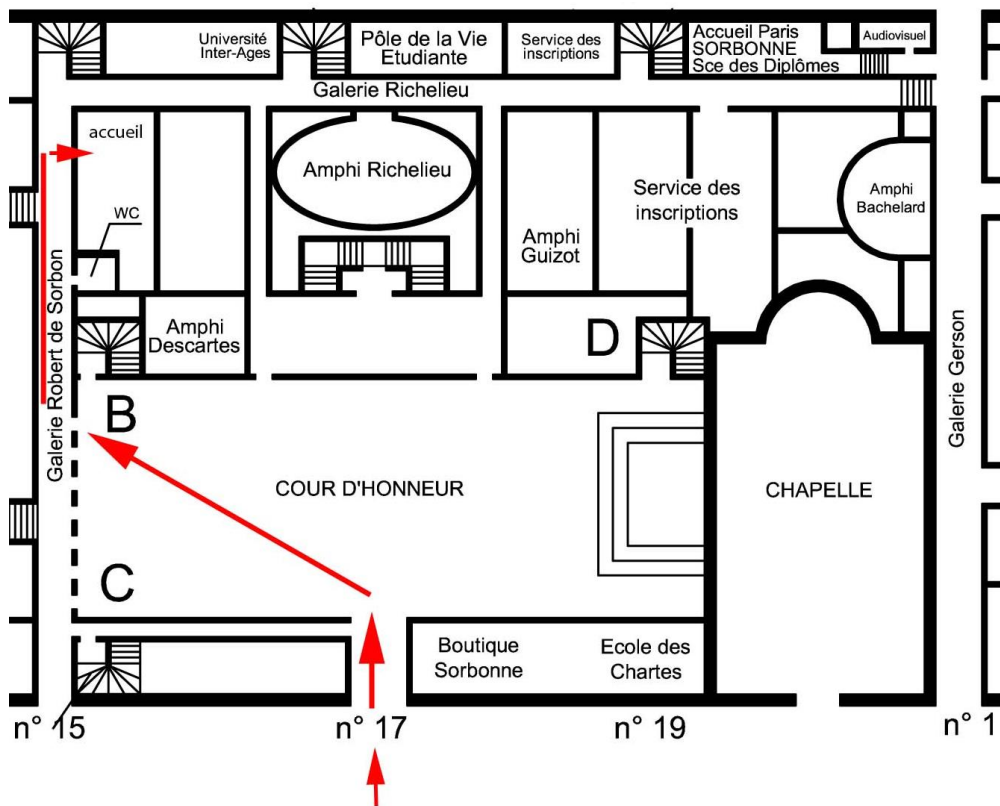 Université
Inter-Ages
Pôle de la Vie
Etudiante
Service des
inscriptions
Accueil Paris
SORBONNE
Sce des Diplômes
Audiovisuel
Galerie Richelieu
accueil
WC
Amphi Richelieu
Amphi
Guizot
Service des
inscriptions
Amphi
Bachelard
Galerie Robert de Sorbon
Amphi
Descartes
D
B
Galerie Gerson
COUR D'HONNEUR
CHAPELLE
C
Boutique
Sorbonne
Ecole des
Chartes
n° 15
n° 17
n° 19
n° 1